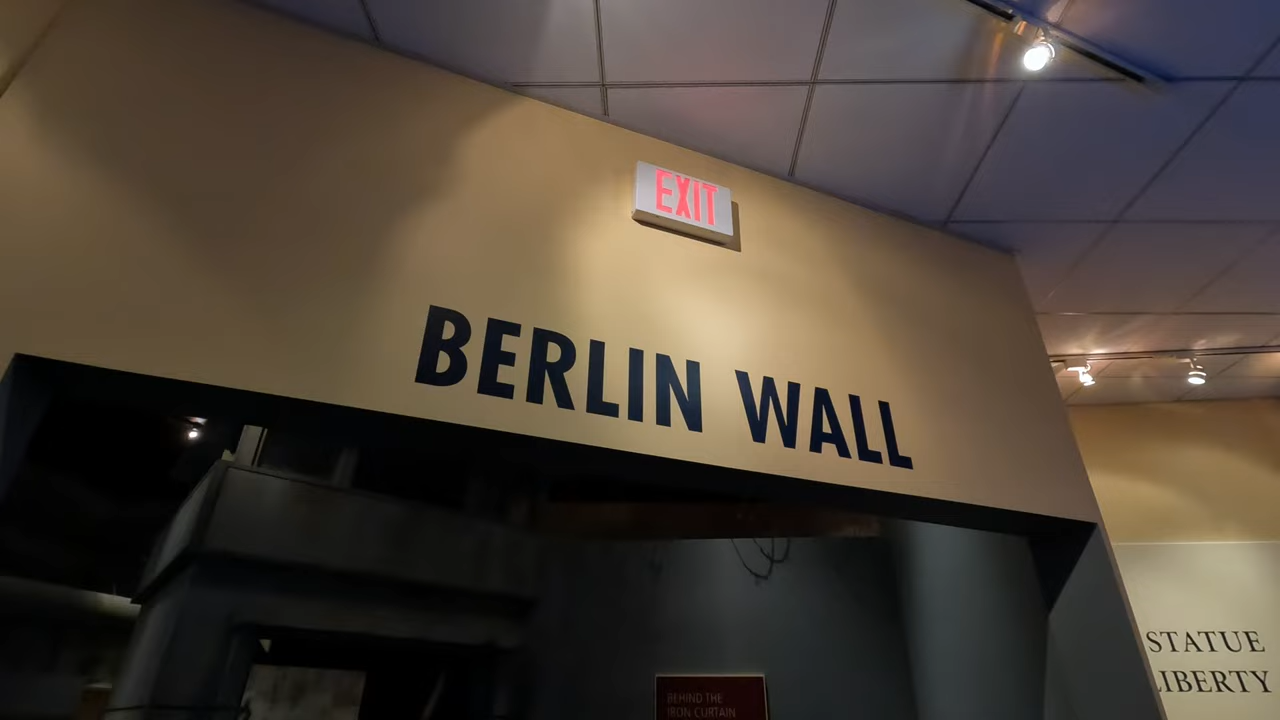 EXIT
BERLIN WALL
BEHIND THE
IRON CURTAIN
STATUE
LIBERTY